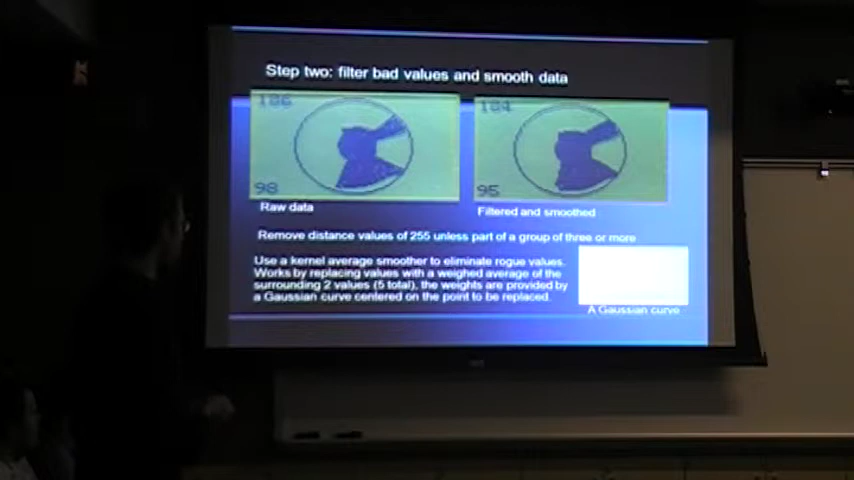 Step two: filter bad values and smooth data
186
184
98
95
Raw data
Filtered and smoothed
Remove distance values of 255 unless part of a group of three or more
Use a kernel average smoother to eliminate rogue values.
Works by replacing values with a weighed average of the
surrounding 2 values (5 total), the weights are provided by
a Gaussian curve centered on the point to be replaced.
A Gaussian curve